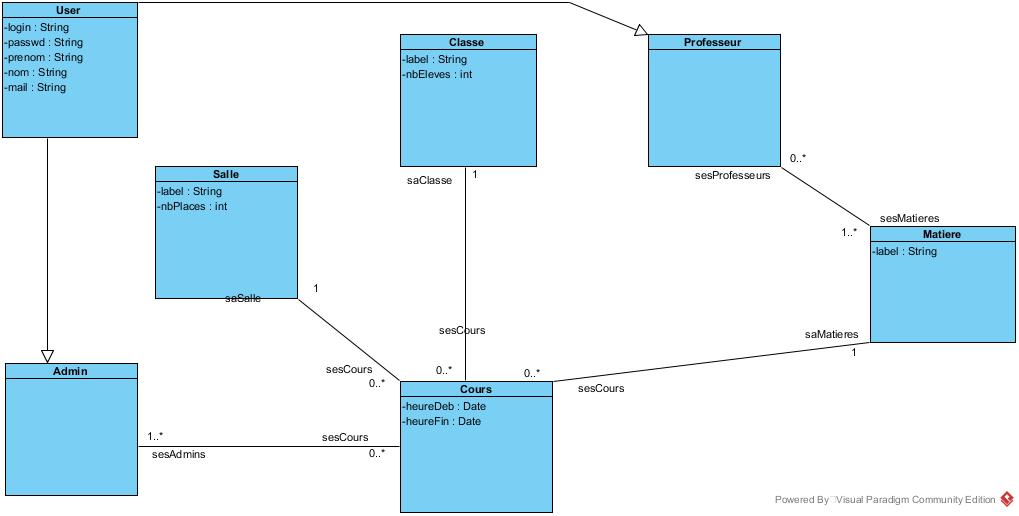 User
-login : String
-passwd : String
-prenom : String
-nom : String
-mail : String
Classe
-label : String
-nbEleves : int
Professeur
0..*
sesProfesseurs
saClasse
1
Salle
-label : String
-nbPlaces : int
sesMatieres
1..*
Matiere
-label : String
1
saSalle
sesCours
saMatieres
1
Admin
sesCours
0..*
0..*
0..*
sesCours
Cours
-heureDeb : Date
-heureFin : Date
1..*
sesAdmins
sesCours
0..*
Powered By Visual Paradigm Community Edition